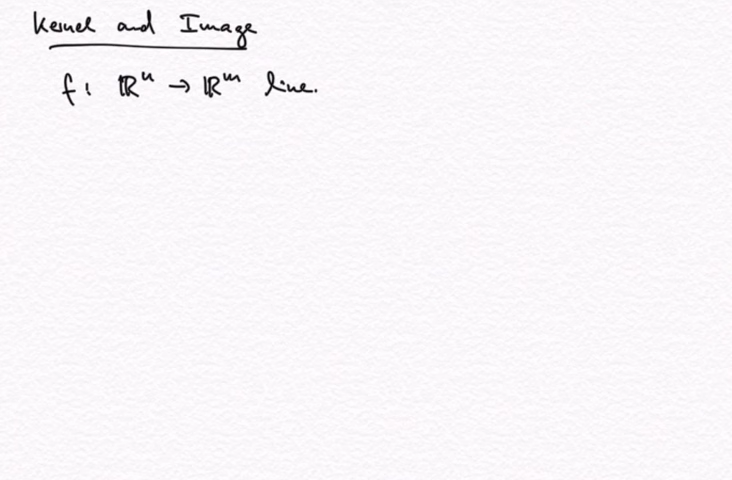 Kernel and Image
f: ℝⁿ → ℝᵐ line.